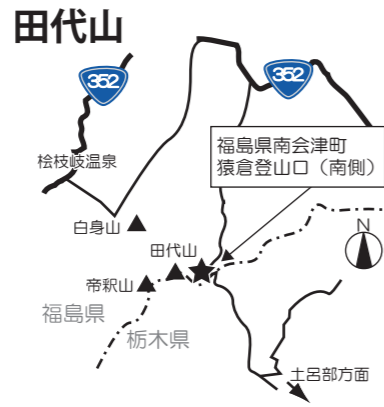 田代山
352
352
福島県南会津町
猿倉登山口（南側）
桧枝岐温泉
白身山
田代山
N
帝釈山
福島県
栃木県
土呂部方面